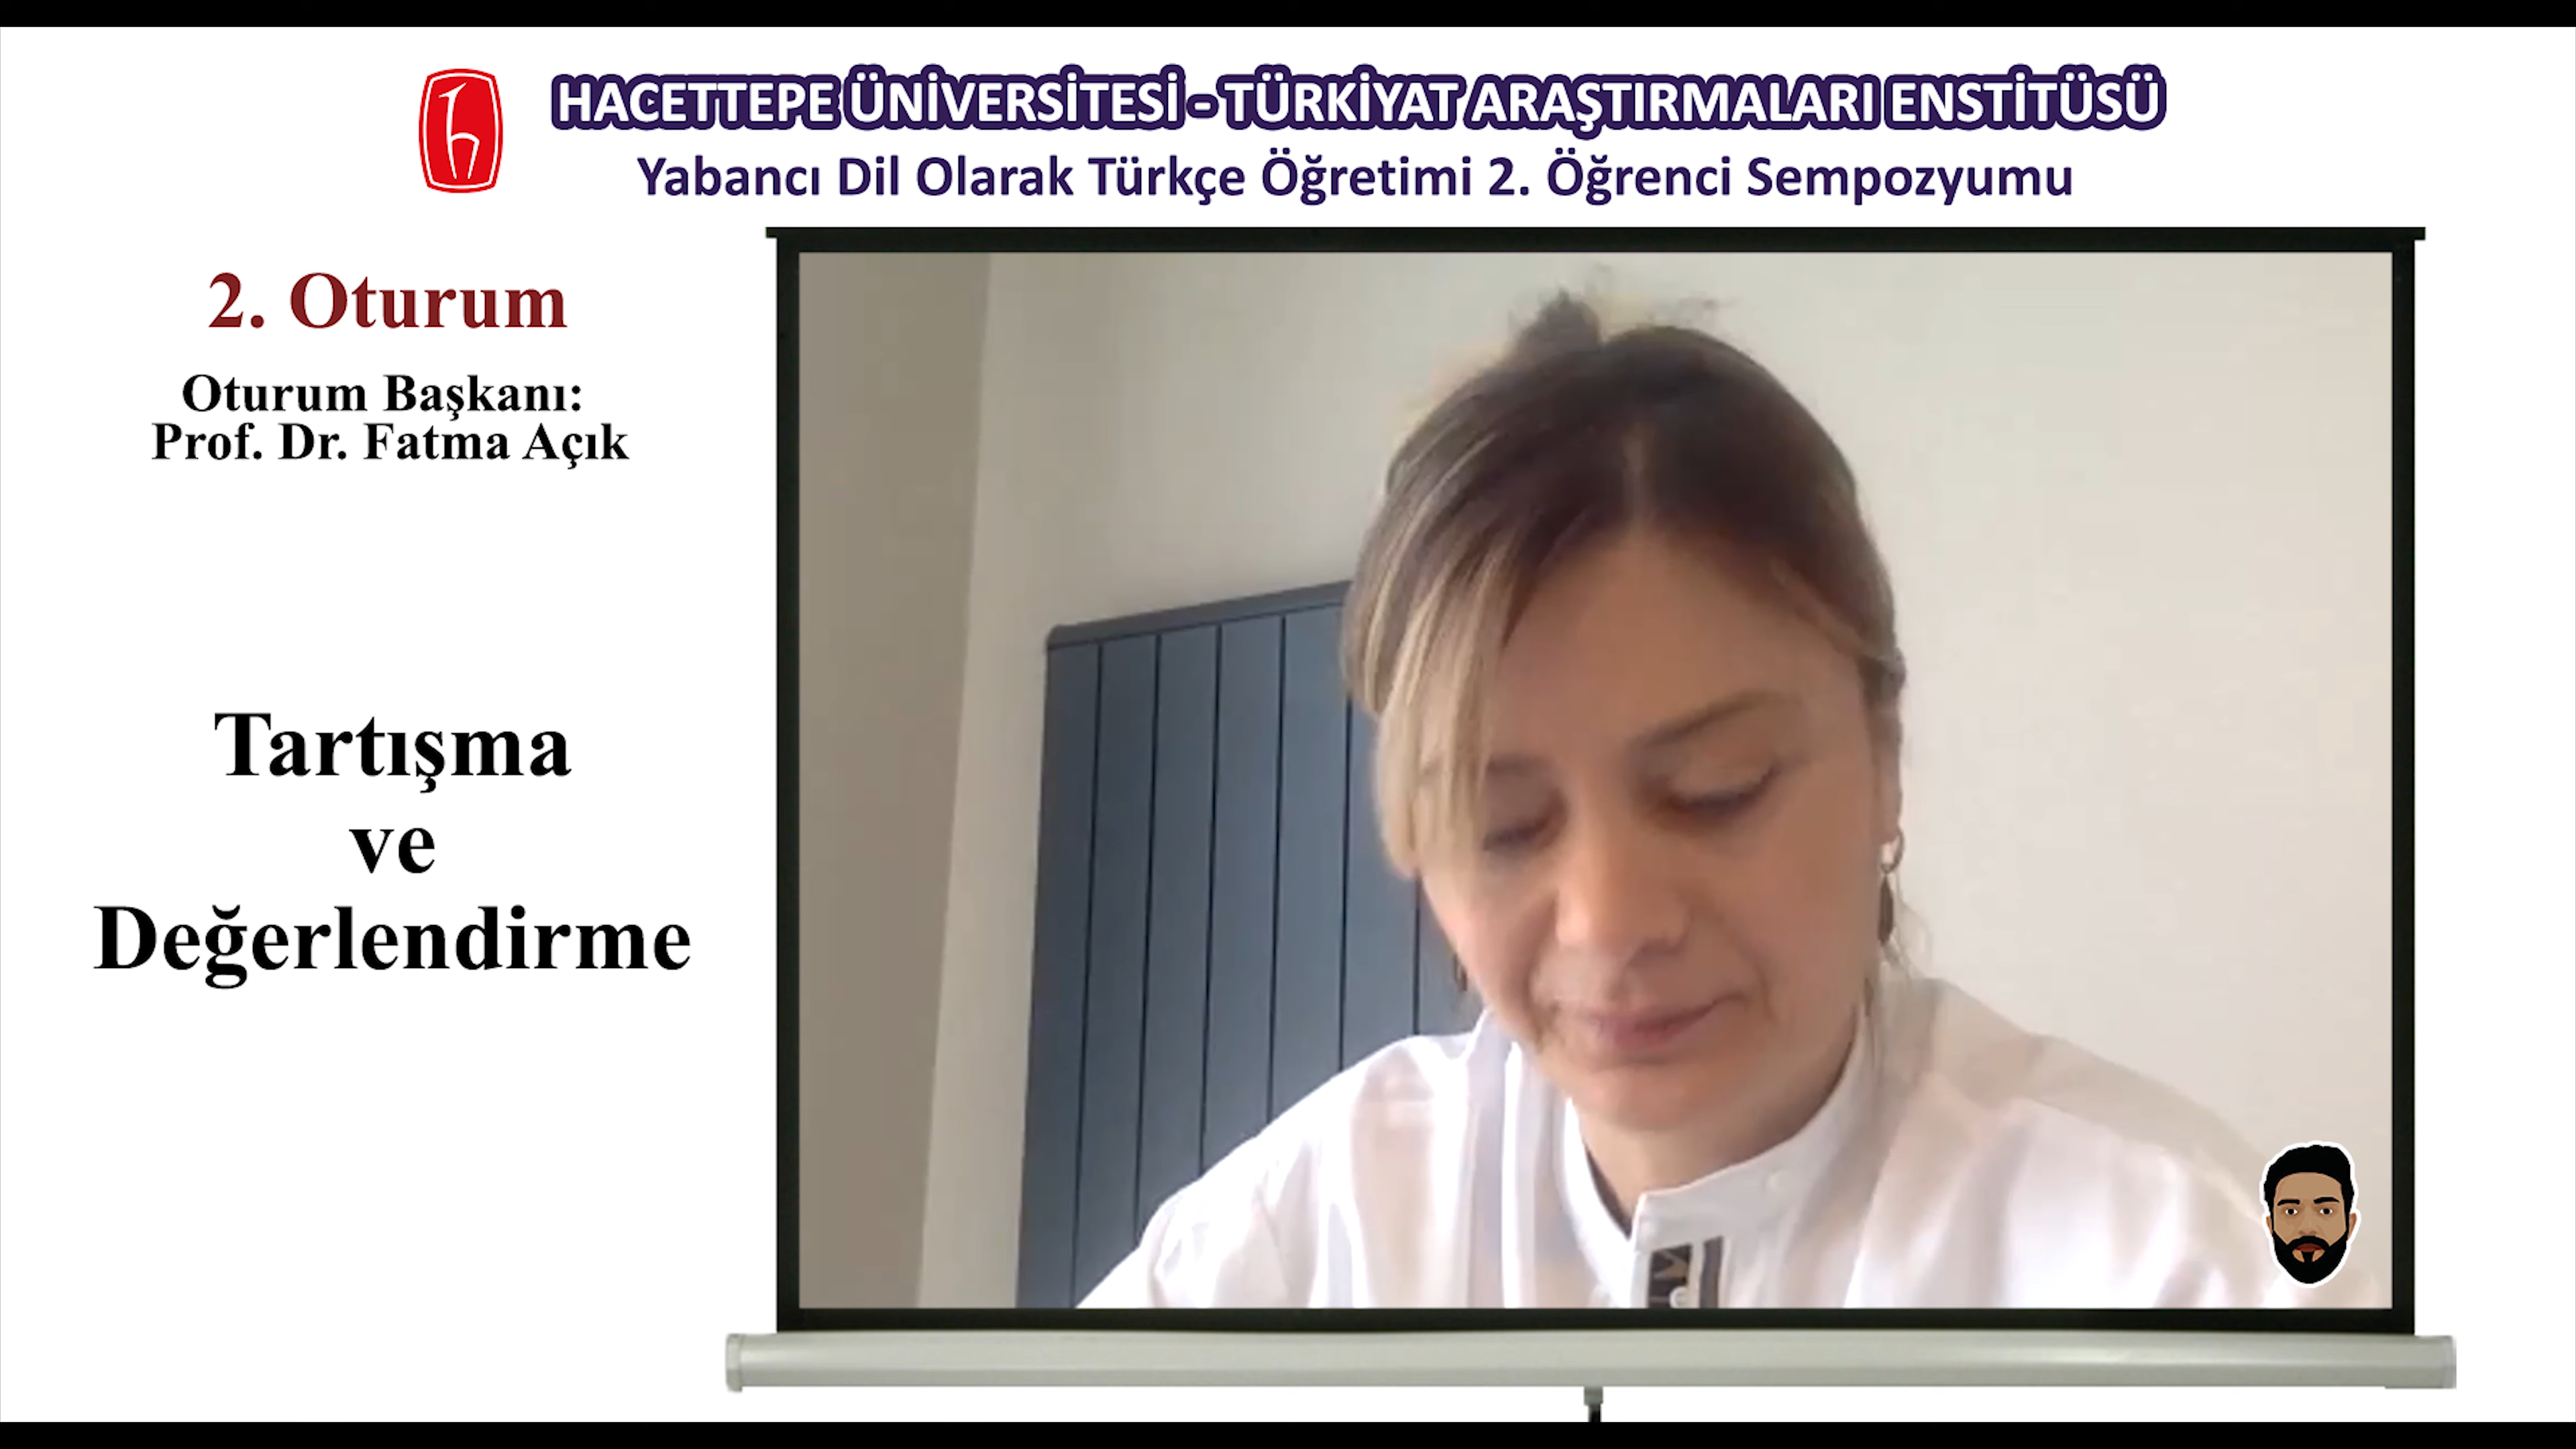 HACETTEPE ÜNİVERSİTESİ - TÜRKİYAT ARAŞTIRMALARI ENSTİTÜSÜ
Yabancı Dil Olarak Türkçe Öğretimi 2. Öğrenci Sempozyumu
2. Oturum
Oturum Başkanı:
Prof. Dr. Fatma Açık
Tartışma
ve
Değerlendirme